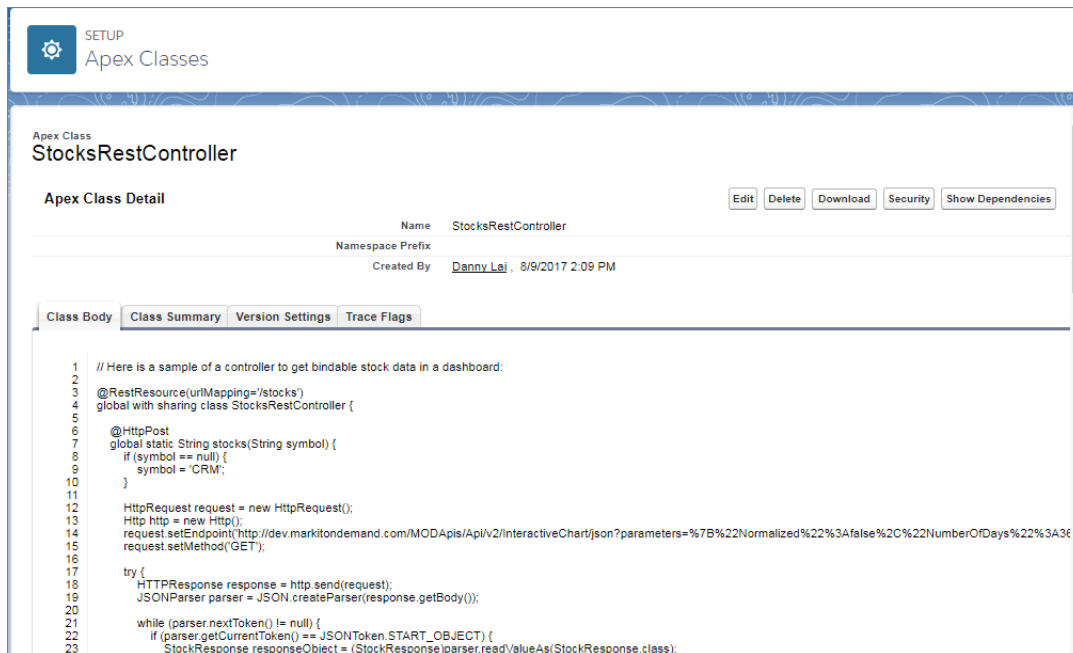 SETUP
Apex Classes
Apex Class
StocksRestController
Apex Class Detail
Edit Delete Download Security Show Dependencies
Name StocksRestController
Namespace Prefix
Created By Danny Lai , 8/9/2017 2:09 PM
Class Body Class Summary Version Settings Trace Flags
1 // Here is a sample of a controller to get bindable stock data in a dashboard:
2
3 @RestResource(urlMapping='/stocks')
4 global with sharing class StocksRestController {
5
6 @HttpPost
7 global static String stocks(String symbol) {
8 if (symbol == null) {
9 symbol = 'CRM';
10 }
11
12 HttpRequest request = new HttpRequest();
13 Http http = new Http();
14 request.setEndpoint('http://dev.markitondemand.com/MODApis/Api/v2/InteractiveChart/json?parameters=%7B%22Normalized%22%3Afalse%2C%22NumberOfDays%22%3A36
15 request.setMethod('GET');
16
17 try {
18 HTTPResponse response = http.send(request);
19 JSONParser parser = JSON.createParser(response.getBody());
20
21 while (parser.nextToken() != null) {
22 if (parser.getCurrentToken() == JSONToken.START_OBJECT) {
23 StockResponse responseObject = (StockResponse)parser.readValueAs(StockResponse.class);